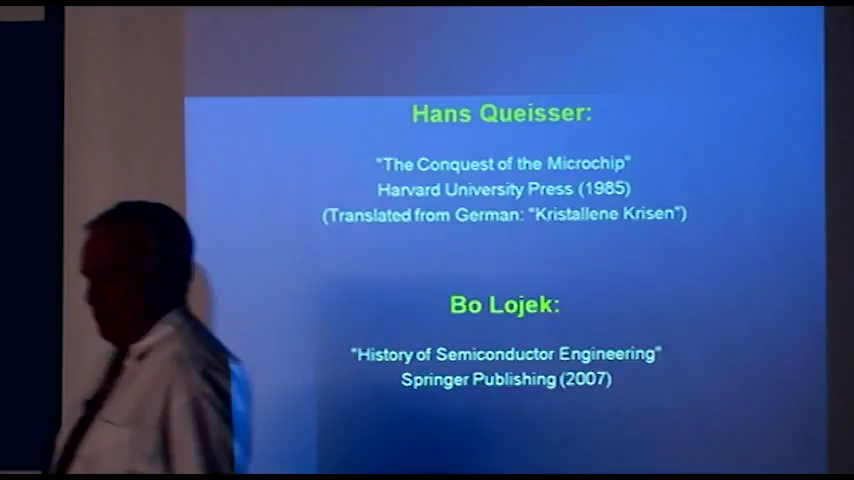 Hans Queisser:
"The Conquest of the Microchip"
Harvard University Press (1985)
(Translated from German: "Kristallene Krisen")
Bo Lojek:
"History of Semiconductor Engineering"
Springer Publishing (2007)